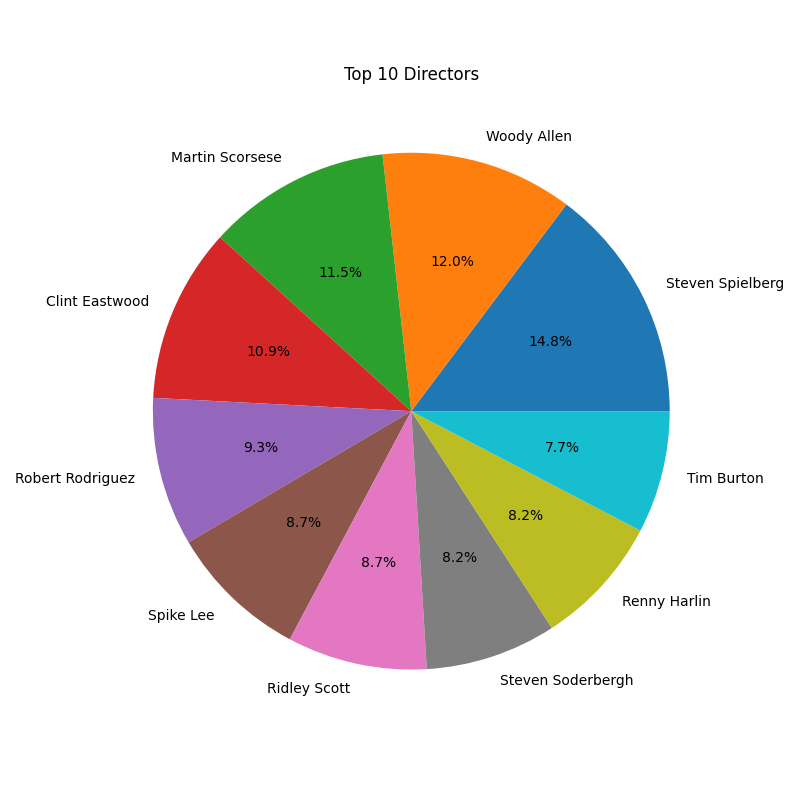 Top 10 Directors
Woody Allen
Martin Scorsese
12.0%
11.5%
Steven Spielberg
14.8%
Clint Eastwood
10.9%
Robert Rodriguez
9.3%
7.7%
Tim Burton
8.7%
8.2%
Spike Lee
8.7%
8.2%
Renny Harlin
Ridley Scott
Steven Soderbergh